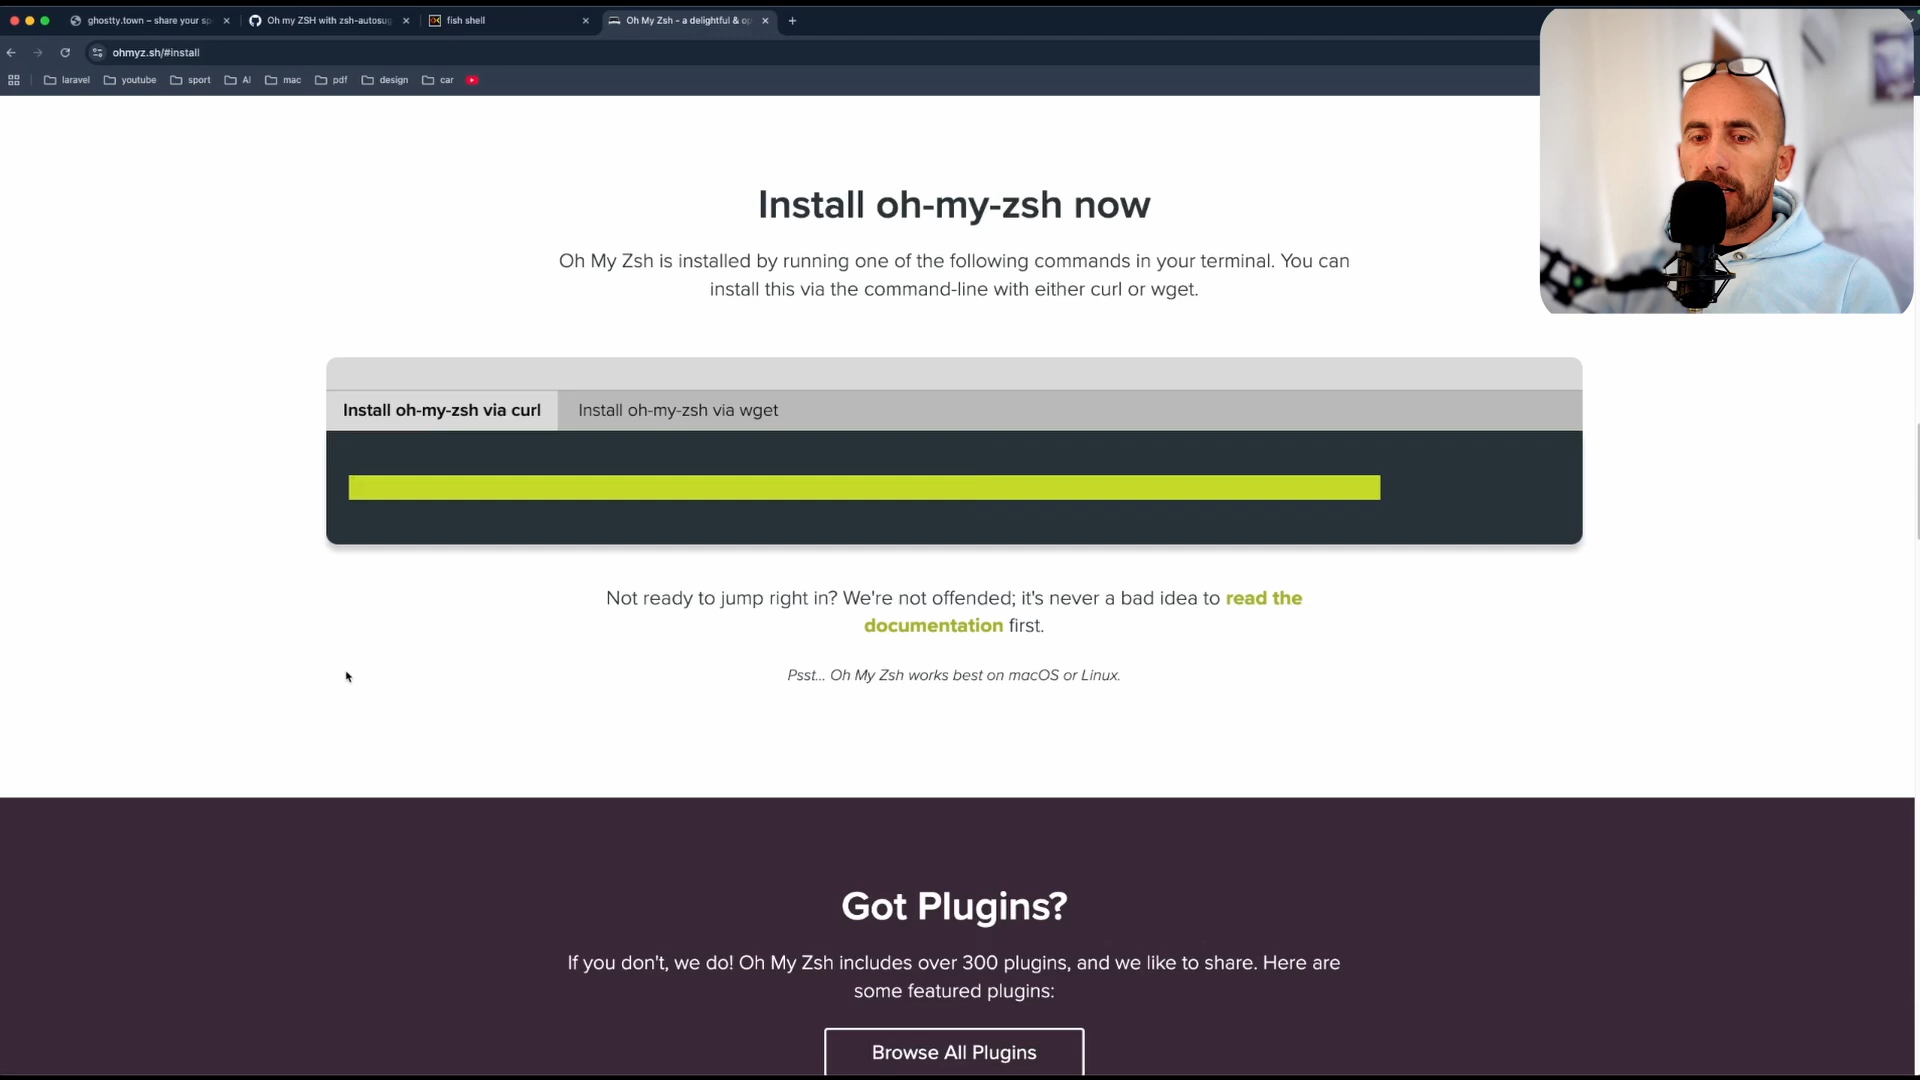 ghostty.town – share your sp
Oh my ZSH with zsh-autosug
fish shell
Oh My Zsh - a delightful & op
ohmyz.sh/#install
laravel
youtube
sport
AI
mac
pdf
design
car
Install oh-my-zsh now
Oh My Zsh is installed by running one of the following commands in your terminal. You can
install this via the command-line with either curl or wget.
Install oh-my-zsh via curl
Install oh-my-zsh via wget
Not ready to jump right in? We're not offended; it's never a bad idea to read the
documentation first.
Psst... Oh My Zsh works best on macOS or Linux.
Got Plugins?
If you don't, we do! Oh My Zsh includes over 300 plugins, and we like to share. Here are
some featured plugins:
Browse All Plugins